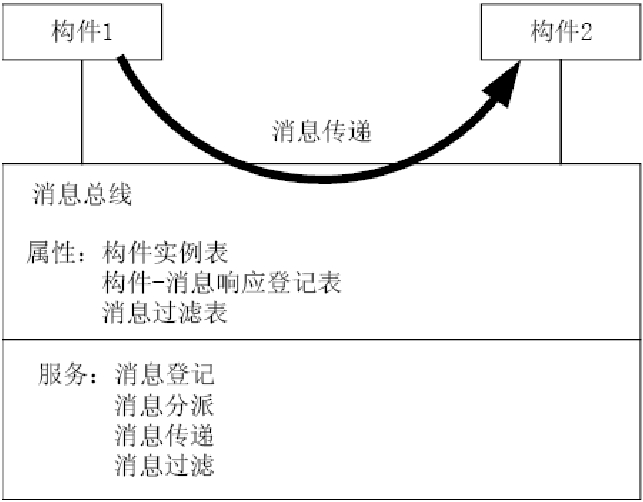 构件1
构件2
消息传递
消息总线
属性：构件实例表
构件-消息响应登记表
消息过滤表
服务：消息登记
消息分派
消息传递
消息过滤